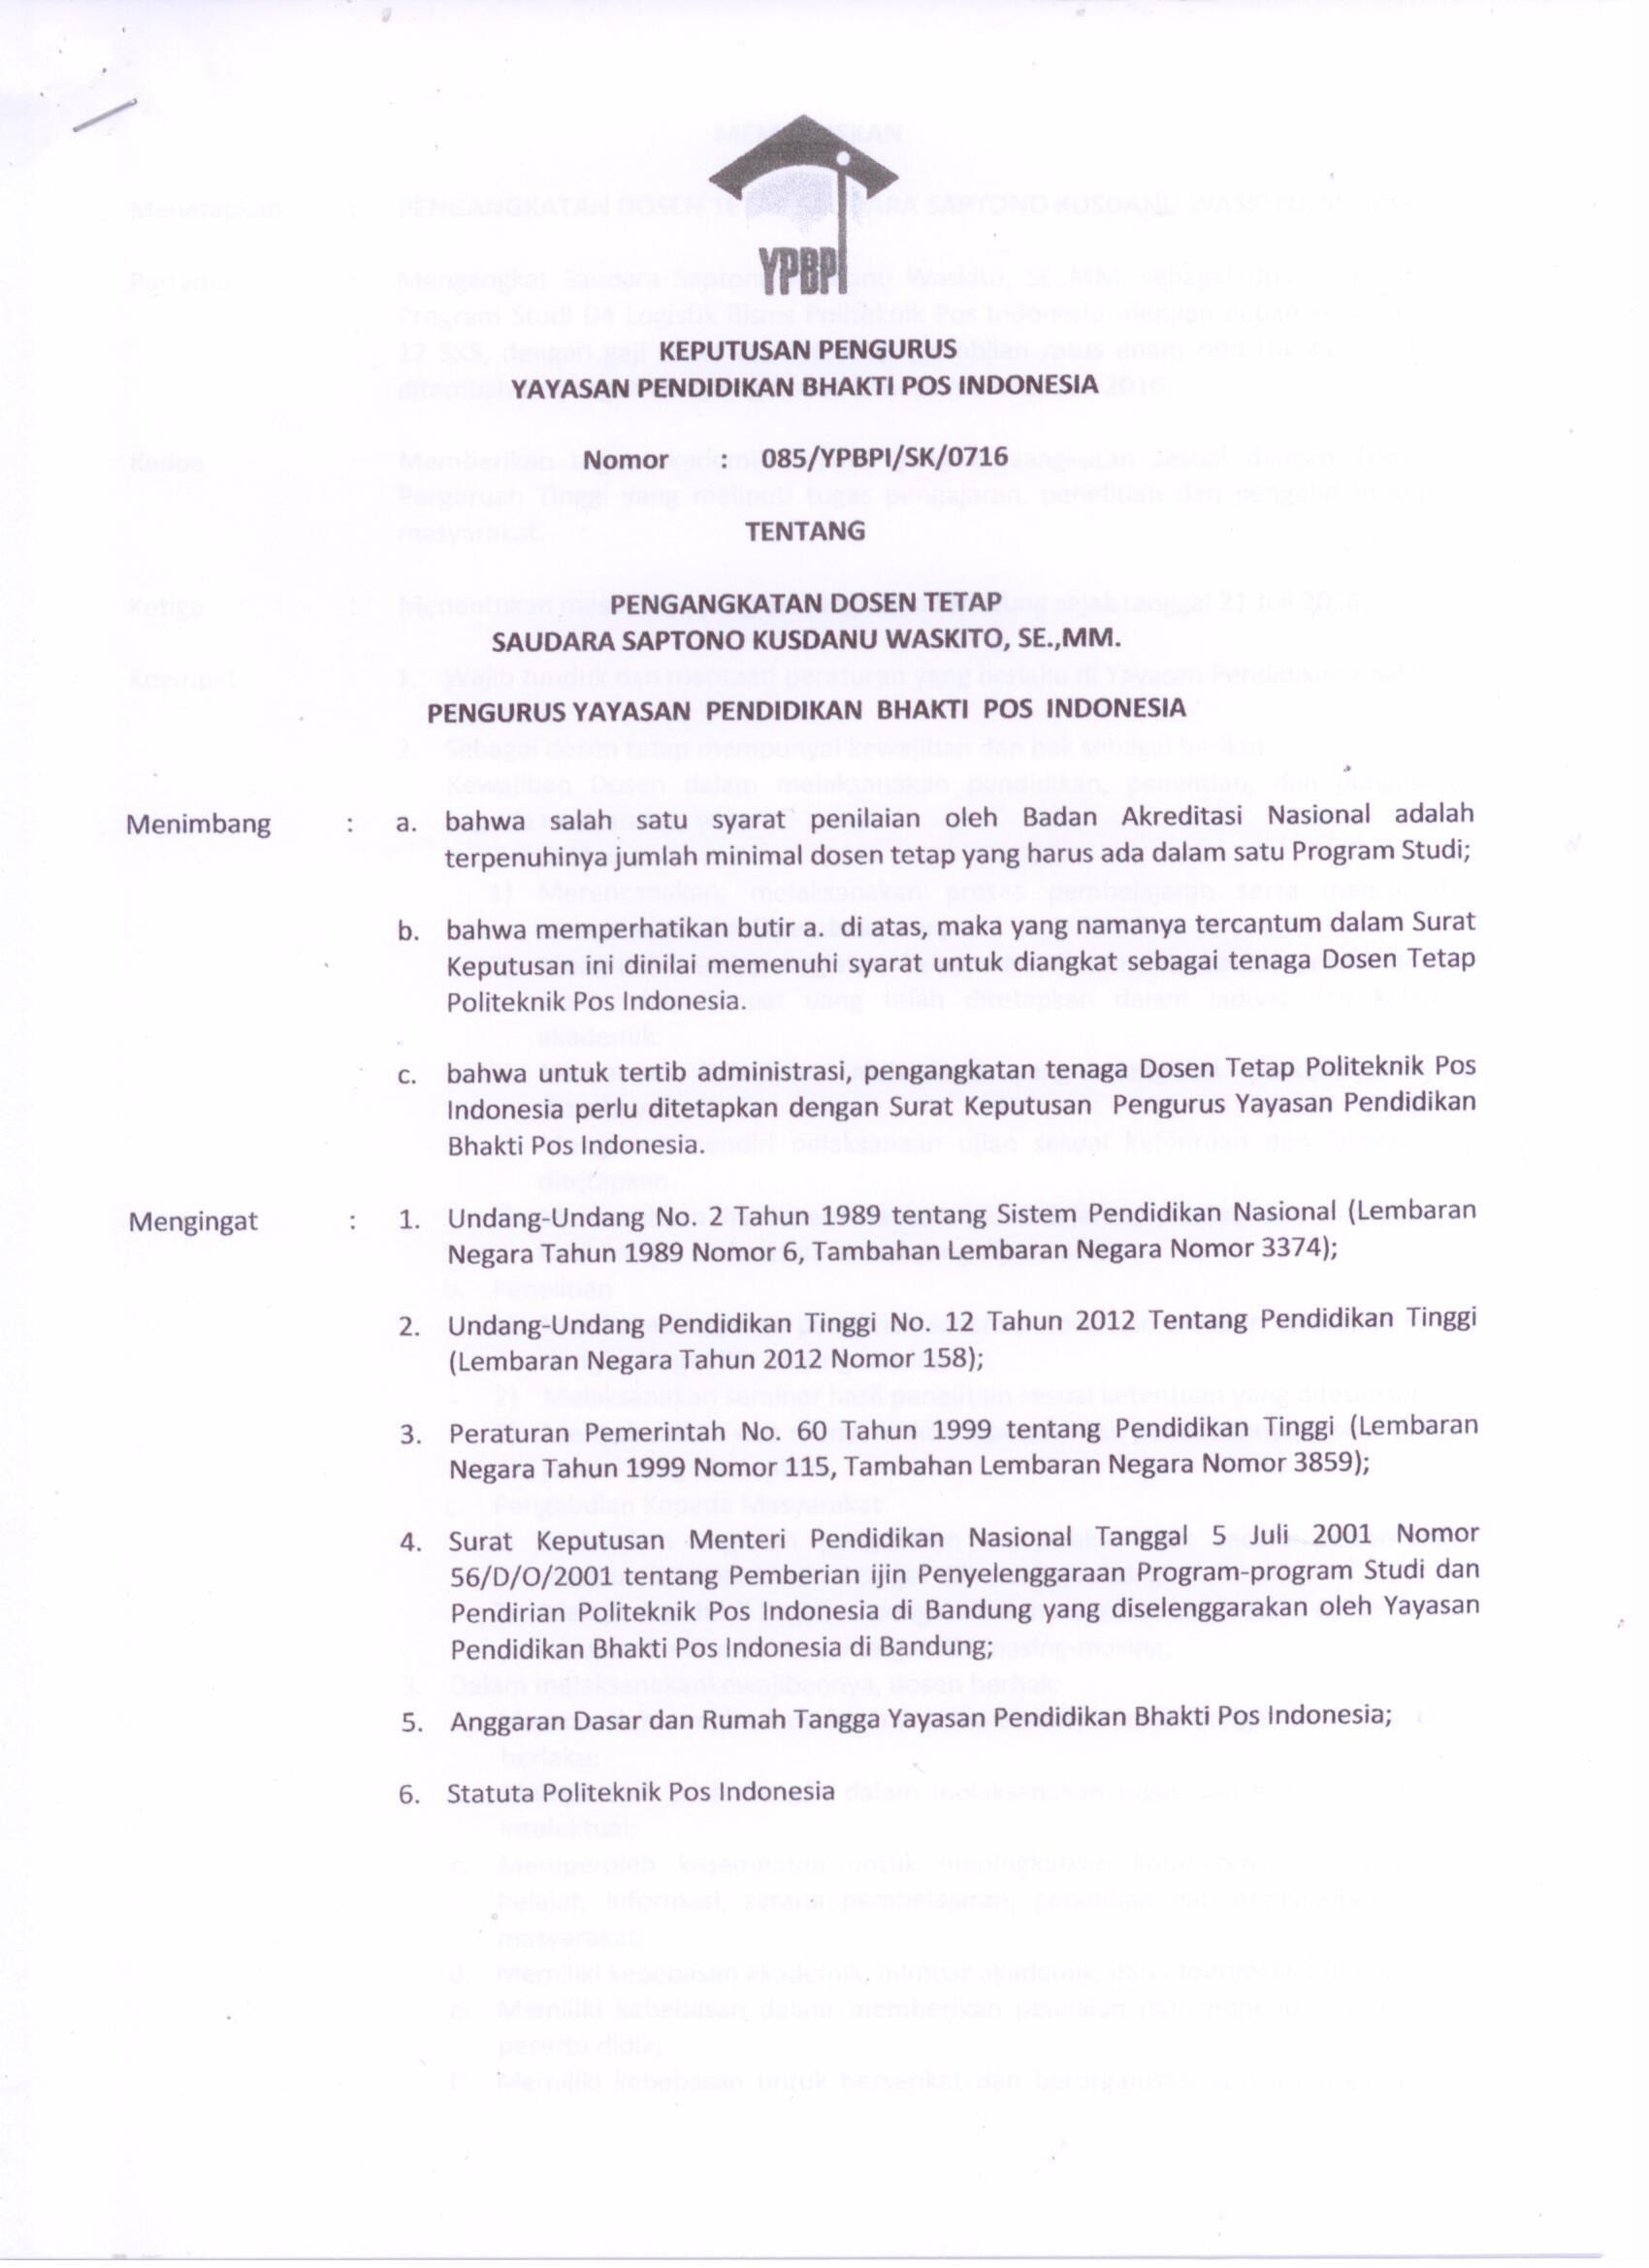 YPBPI
KEPUTUSAN PENGURUS
YAYASAN PENDIDIKAN BHAKTI POS INDONESIA
Nomor : 085/YPBPI/SK/0716
TENTANG
PENGANGKATAN DOSEN TETAP
SAUDARA SAPTONO KUSDANU WASKITO, SE.,MM.
PENGURUS YAYASAN PENDIDIKAN BHAKTI POS INDONESIA
Menimbang : a. bahwa salah satu syarat penilaian oleh Badan Akreditasi Nasional adalah
terpenuhinya jumlah minimal dosen tetap yang harus ada dalam satu Program Studi;
b. bahwa memperhatikan butir a. di atas, maka yang namanya tercantum dalam Surat
Keputusan ini dinilai memenuhi syarat untuk diangkat sebagai tenaga Dosen Tetap
Politeknik Pos Indonesia.
c. bahwa untuk tertib administrasi, pengangkatan tenaga Dosen Tetap Politeknik Pos
Indonesia perlu ditetapkan dengan Surat Keputusan Pengurus Yayasan Pendidikan
Bhakti Pos Indonesia.
Mengingat : 1. Undang-Undang No. 2 Tahun 1989 tentang Sistem Pendidikan Nasional (Lembaran
Negara Tahun 1989 Nomor 6, Tambahan Lembaran Negara Nomor 3374);
2. Undang-Undang Pendidikan Tinggi No. 12 Tahun 2012 Tentang Pendidikan Tinggi
(Lembaran Negara Tahun 2012 Nomor 158);
3. Peraturan Pemerintah No. 60 Tahun 1999 tentang Pendidikan Tinggi (Lembaran
Negara Tahun 1999 Nomor 115, Tambahan Lembaran Negara Nomor 3859);
4. Surat Keputusan Menteri Pendidikan Nasional Tanggal 5 Juli 2001 Nomor
56/D/O/2001 tentang Pemberian ijin Penyelenggaraan Program-program Studi dan
Pendirian Politeknik Pos Indonesia di Bandung yang diselenggarakan oleh Yayasan
Pendidikan Bhakti Pos Indonesia di Bandung;
5. Anggaran Dasar dan Rumah Tangga Yayasan Pendidikan Bhakti Pos Indonesia;
6. Statuta Politeknik Pos Indonesia